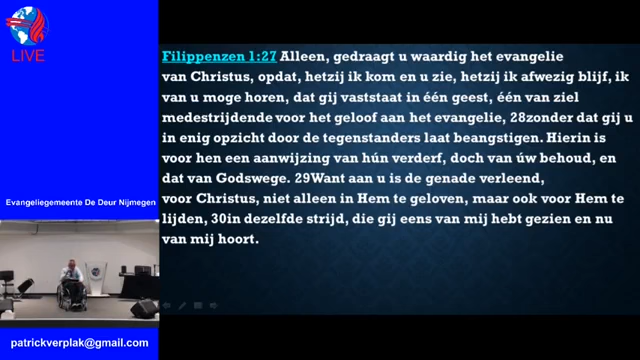 LIVE
Evangeliegemeente De Deur Nijmegen
patrickverplak@gmail.com
Filippenzen 1:27 Alleen, gedraagt u waardig het evangelie
van Christus, opdat, hetzij ik kom en u zie, hetzij ik afwezig blijf, ik
van u moge horen, dat gij vaststaat in één geest, één van ziel
medestrijdende voor het geloof aan het evangelie, 28zonder dat gij u
in enig opzicht door de tegenstanders laat beangstigen. Hierin is
voor hen een aanwijzing van hún verderf, doch van úw behoud, en
dat van Godswege. 29Want aan u is de genade verleend,
voor Christus, niet alleen in Hem te geloven, maar ook voor Hem te
lijden, 30in dezelfde strijd, die gij eens van mij hebt gezien en nu
van mij hoort.